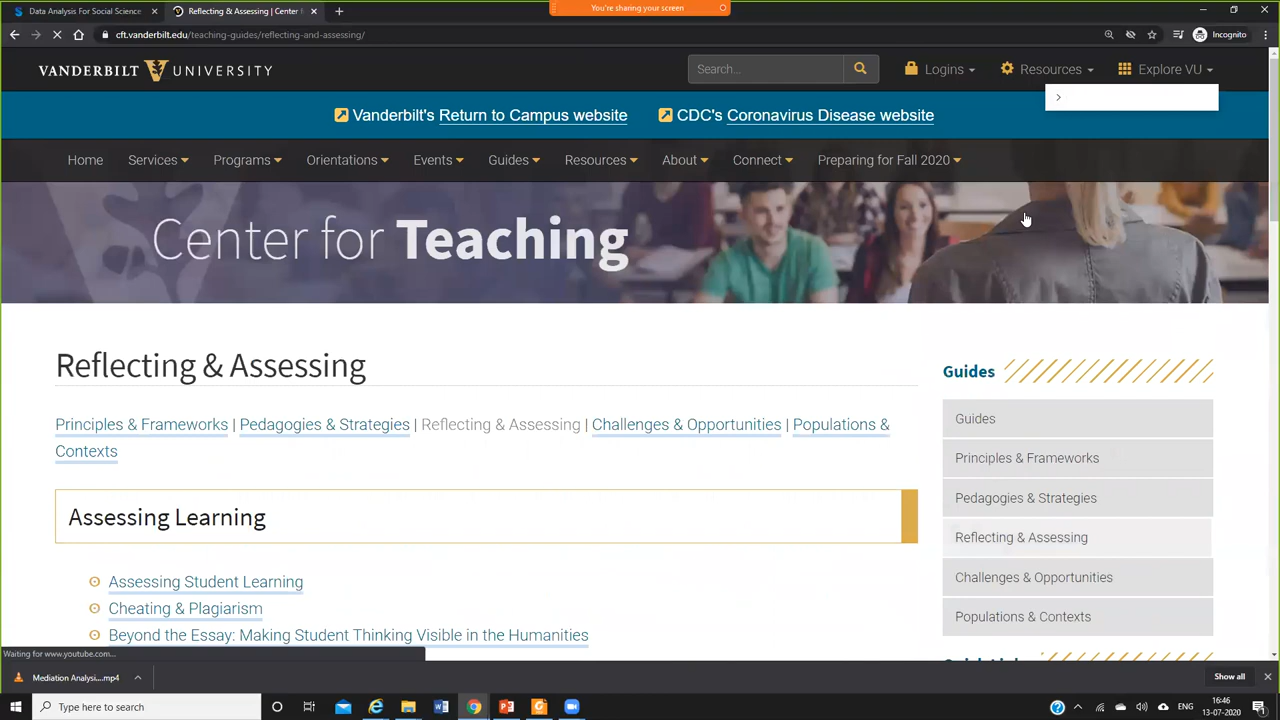 Data Analysis For Social Science
Reflecting & Assessing | Center f
You're sharing your screen
cft.vanderbilt.edu/teaching-guides/reflecting-and-assessing/
Incognito
VANDERBILT V UNIVERSITY
Search...
Logins
Resources
Explore VU
Vanderbilt's Return to Campus website
CDC's Coronavirus Disease website
Home Services Programs Orientations Events Guides Resources About Connect Preparing for Fall 2020
Center for Teaching
Reflecting & Assessing
Principles & Frameworks | Pedagogies & Strategies | Reflecting & Assessing | Challenges & Opportunities | Populations &
Contexts
Assessing Learning
Assessing Student Learning
Cheating & Plagiarism
Beyond the Essay: Making Student Thinking Visible in the Humanities
Guides
Guides
Principles & Frameworks
Pedagogies & Strategies
Reflecting & Assessing
Challenges & Opportunities
Populations & Contexts
Waiting for www.youtube.com...
Mediation Analysi....mp4
Show all
Type here to search
ENG
16:46
13-07-2020